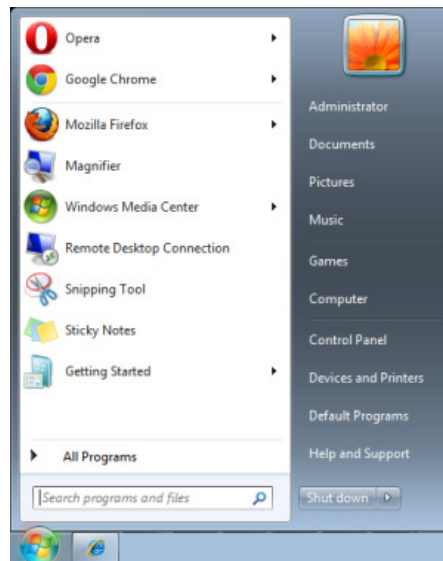 Opera
Google Chrome
Mozilla Firefox
Magnifier
Windows Media Center
Remote Desktop Connection
Snipping Tool
Sticky Notes
Getting Started
All Programs
Search programs and files
Administrator
Documents
Pictures
Music
Games
Computer
Control Panel
Devices and Printers
Default Programs
Help and Support
Shut down